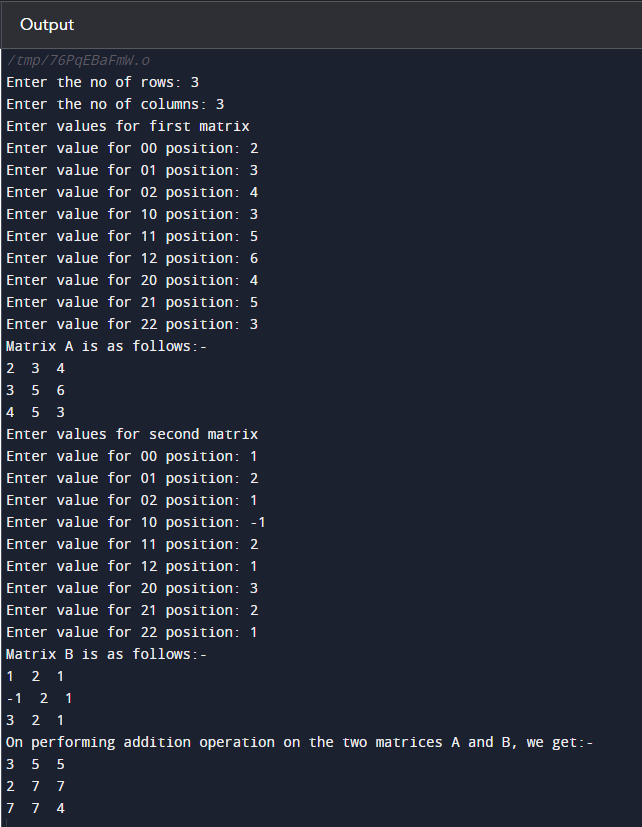 Output
/tmp/76PqEBaFmW.o
Enter the no of rows: 3
Enter the no of columns: 3
Enter values for first matrix
Enter value for 00 position: 2
Enter value for 01 position: 3
Enter value for 02 position: 4
Enter value for 10 position: 3
Enter value for 11 position: 5
Enter value for 12 position: 6
Enter value for 20 position: 4
Enter value for 21 position: 5
Enter value for 22 position: 3
Matrix A is as follows:-
2  3  4
3  5  6
4  5  3
Enter values for second matrix
Enter value for 00 position: 1
Enter value for 01 position: 2
Enter value for 02 position: 1
Enter value for 10 position: -1
Enter value for 11 position: 2
Enter value for 12 position: 1
Enter value for 20 position: 3
Enter value for 21 position: 2
Enter value for 22 position: 1
Matrix B is as follows:-
1  2  1
-1  2  1
3  2  1
On performing addition operation on the two matrices A and B, we get:-
3  5  5
2  7  7
7  7  4